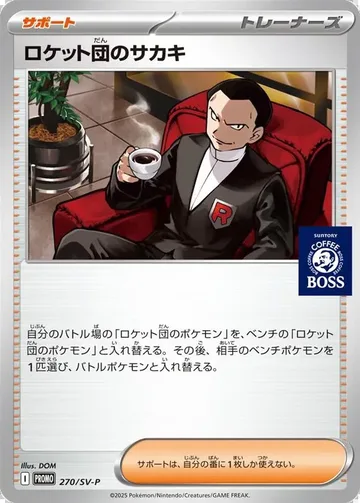 サポート
トレーナーズ
ロケット団のサカキ
R
SUNTORY
COFFEE
BOSS
自分のバトル場の「ロケット団のポケモン」を、ベンチの「ロケット
団のポケモン」と入れ替える。その後、相手のベンチポケモンを
1匹選び、バトルポケモンと入れ替える。
Illus. DOM
I PROMO 270/SV-P
サポートは、自分の番に1枚しか使えない。
©2025 Pokémon/Nintendo/Creatures/GAME FREAK.